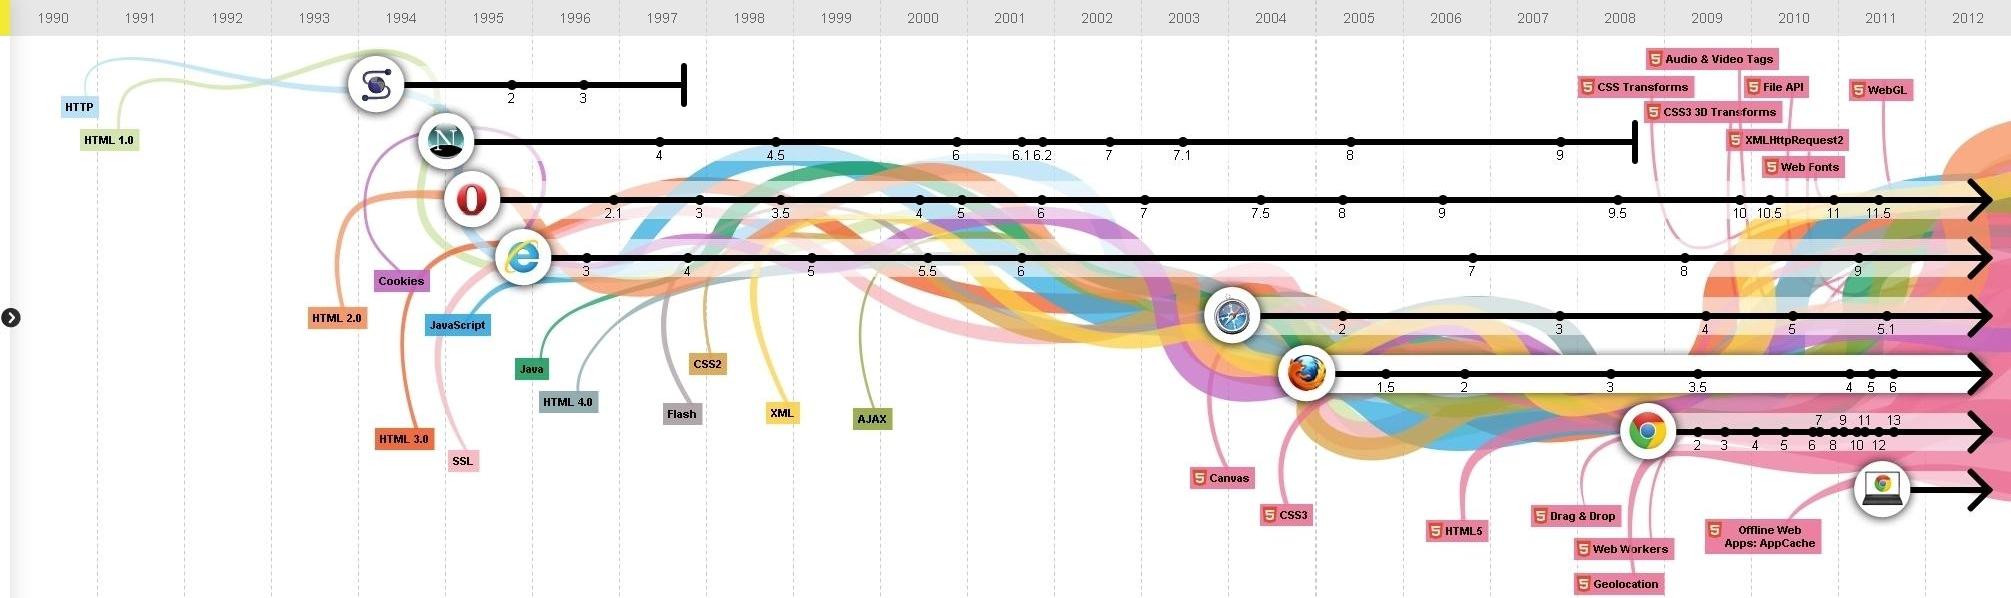 1990 1991 1992 1993 1994 1995 1996 1997 1998 1999 2000 2001 2002 2003 2004 2005 2006 2007 2008 2009 2010 2011 2012
Audio & Video Tags
CSS Transforms
File API
WebGL
CSS3 3D Transforms
XMLHttpRequest2
Web Fonts
HTTP
HTML 1.0
2 3
N
4 4.5 6 6.1 6.2 7 7.1 8 9
2.1 3 3.5 4 5 6 7 7.5 8 9 9.5 10 10.5 11 11.5
3 4 5 5.5 6 7 8 9
Cookies
HTML 2.0
JavaScript
2 3 4 5 5.1
Java
CSS2
HTML 4.0
Flash
XML
AJAX
1.5 2 3 3.5 4 5 6
HTML 3.0
SSL
7 9 11 13
2 3 4 5 6 8 10 12
Canvas
CSS3
HTML5
Drag & Drop
Web Workers
Geolocation
Offline Web
Apps: AppCache